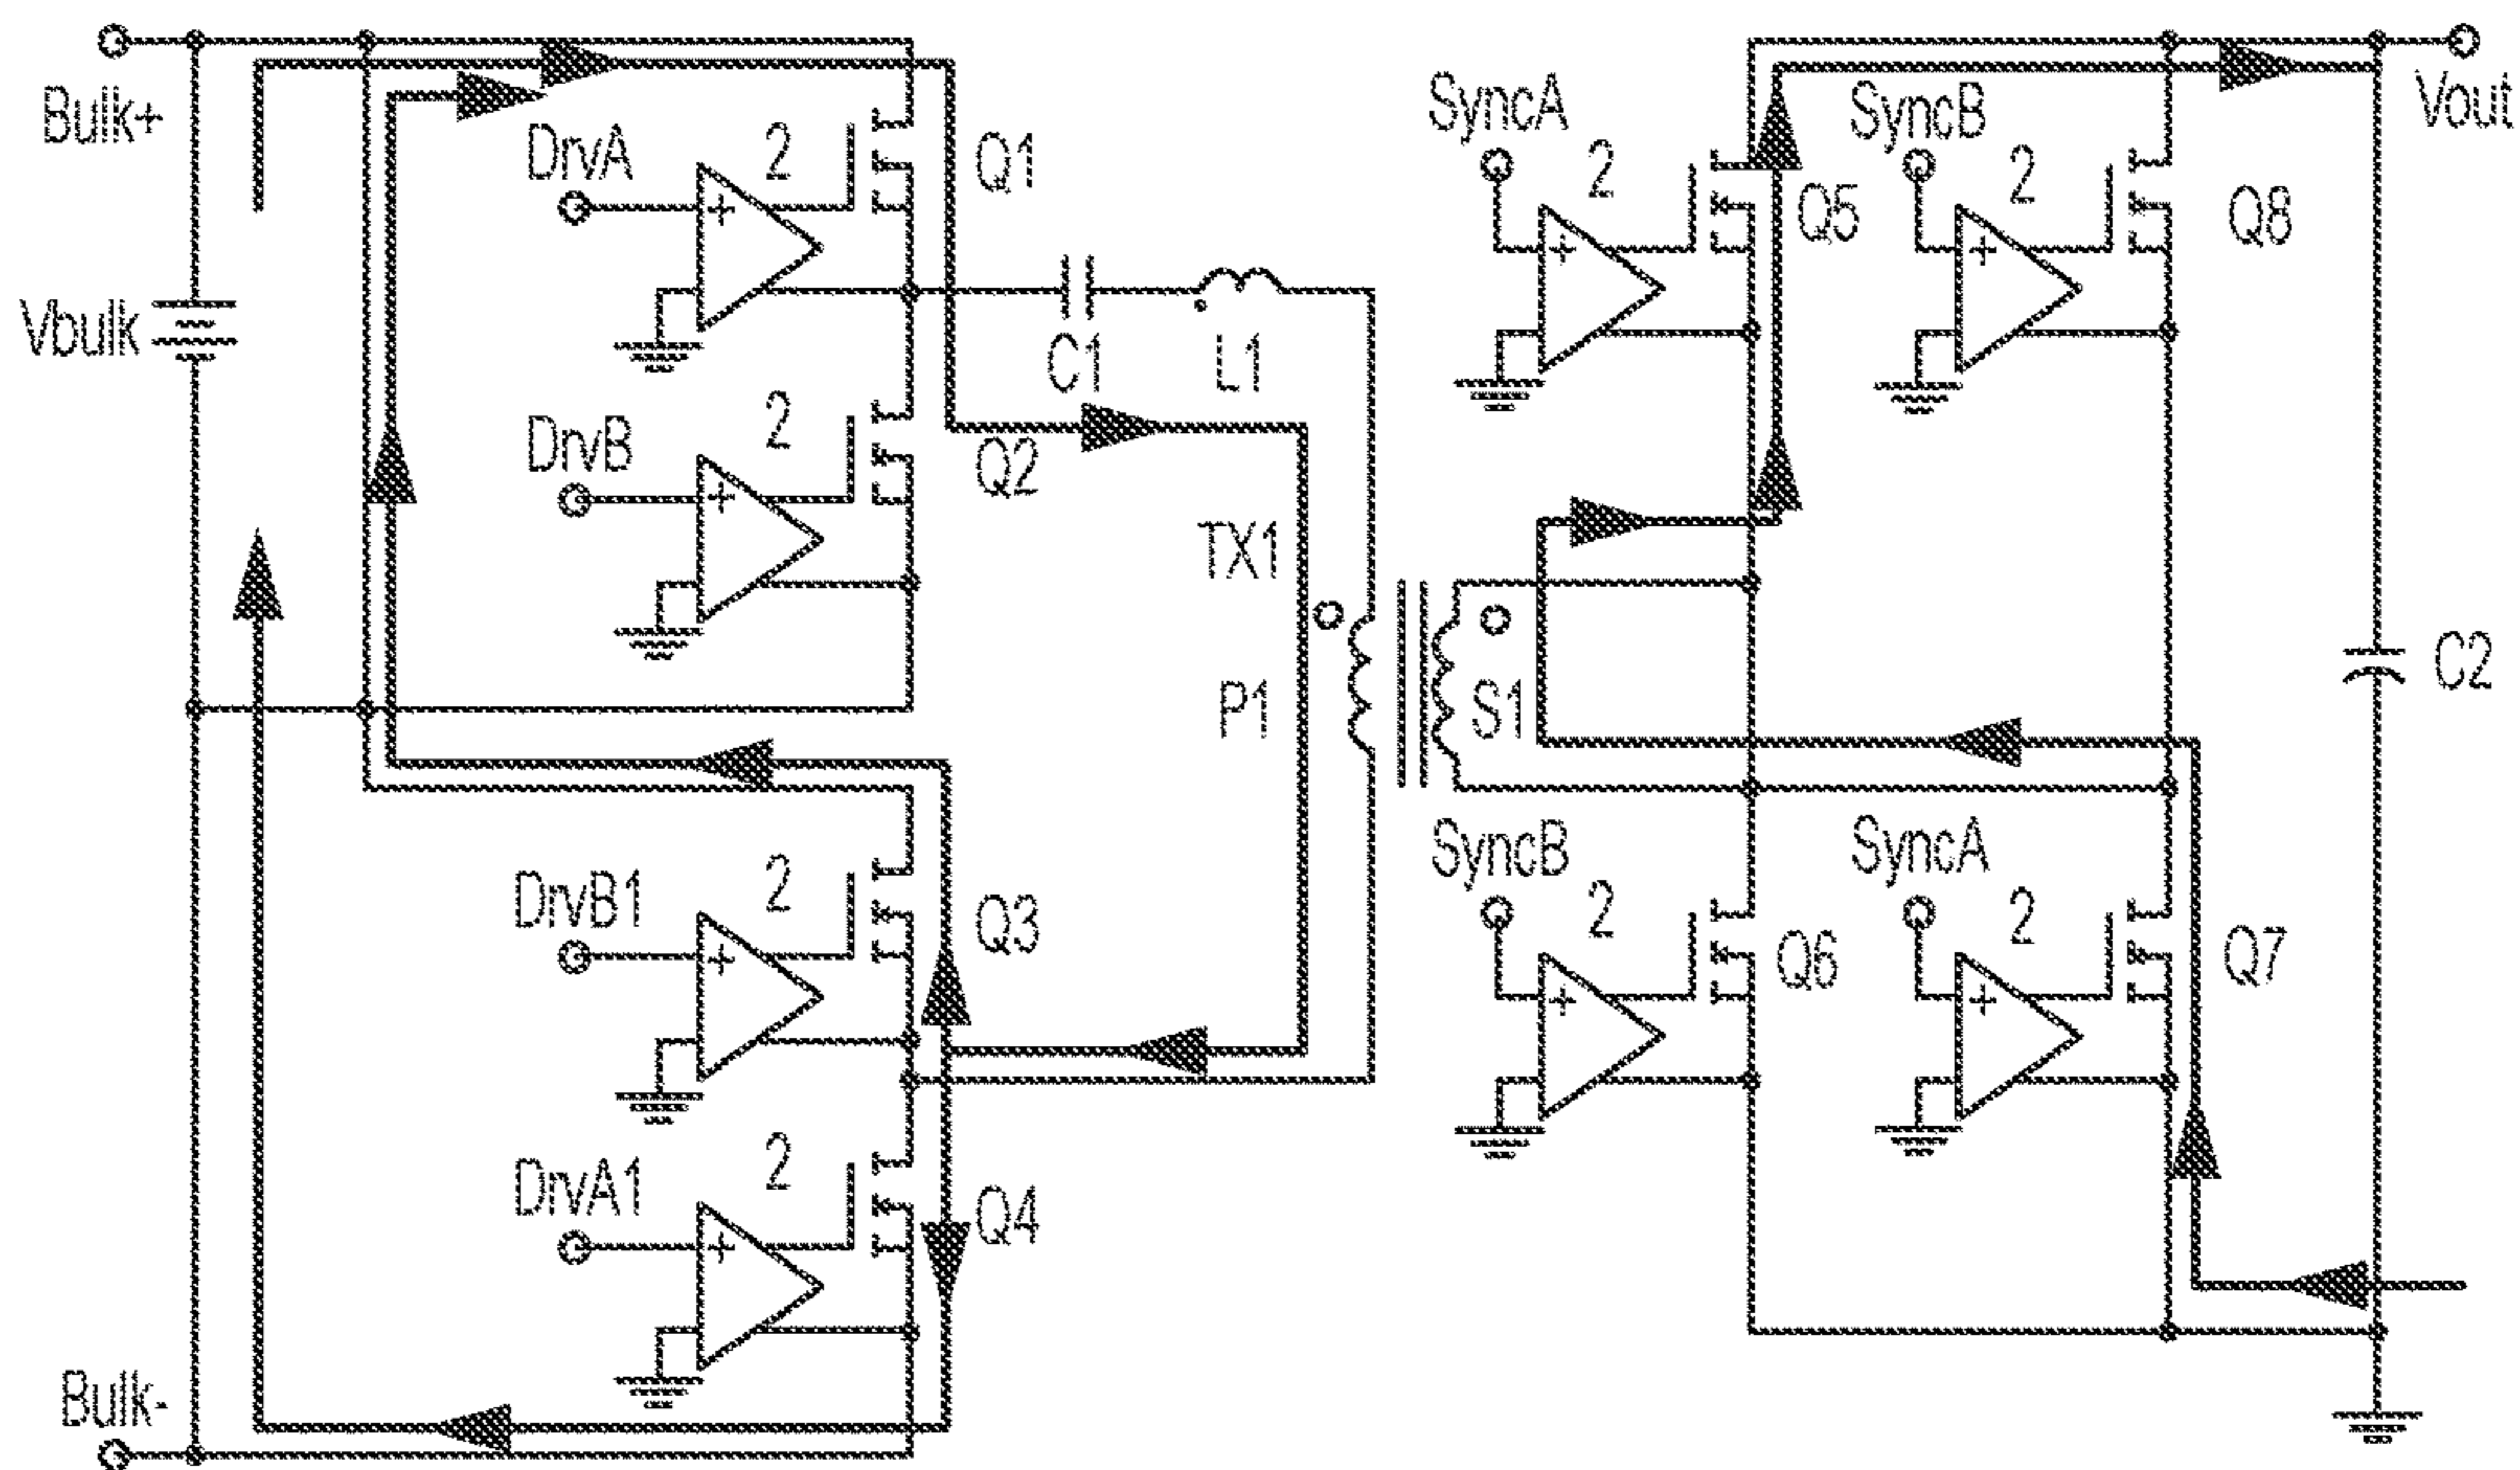 Bulk+
Vbulk
Bulk-
DrvA
2
Q1
DrvB
2
Q2
C1
L1
TX1
P1
S1
DrvB1
2
Q3
DrvA1
2
Q4
SyncA
2
Q5
SyncB
2
Q8
Vout
C2
SyncB
2
Q6
SyncA
2
Q7